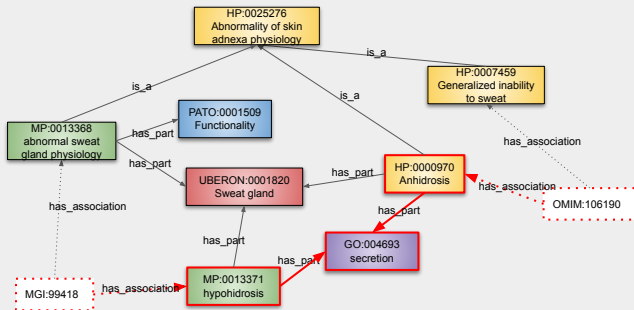 HP:0025276
Abnormality of skin
adnexa physiology
is_a
HP:0007459
Generalized inability
to sweat
is_a
is_a
PATO:0001509
Functionality
MP:0013368
abnormal sweat
gland physiology
has_part
has_part
has_association
UBERON:0001820
Sweat gland
has_part
HP:0000970
Anhidrosis
has_association
OMIM:106190
has_association
has_part
has_part
GO:004693
secretion
has_part
MGI:99418
has_association
MP:0013371
hypohidrosis